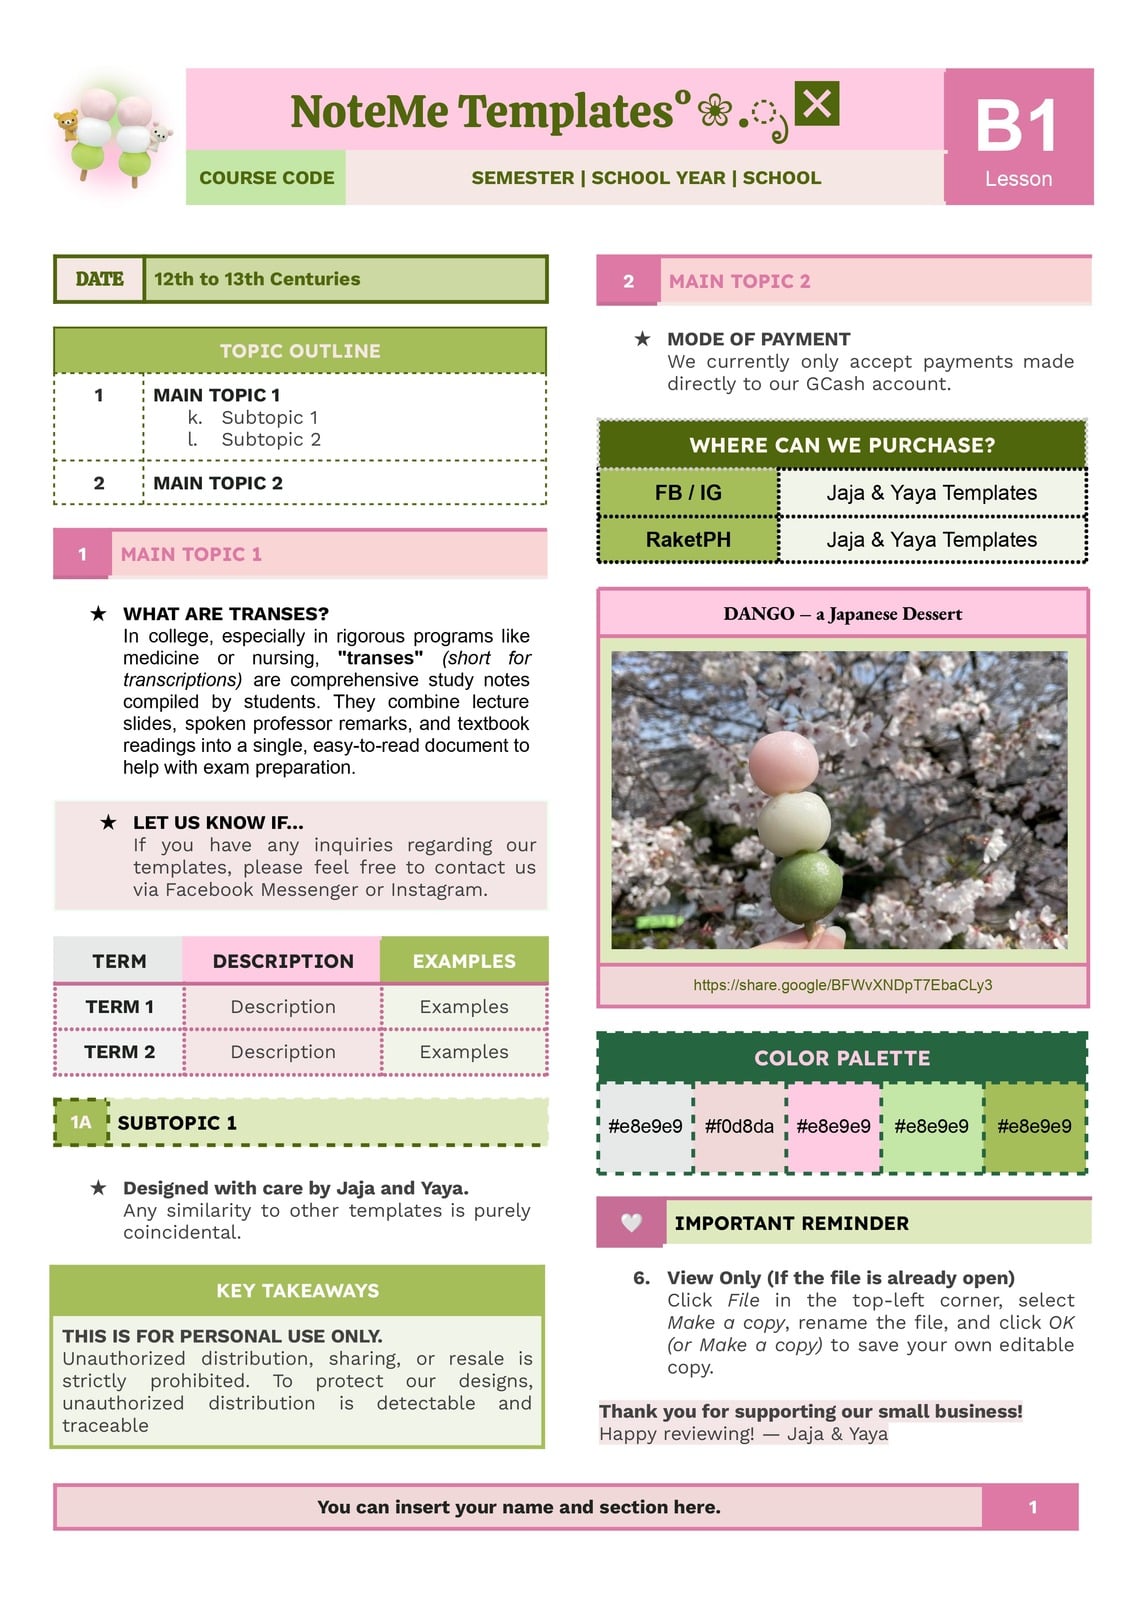 NoteMe Templates°❀.ೃ
COURSE CODE
SEMESTER | SCHOOL YEAR | SCHOOL
B1
Lesson
DATE
12th to 13th Centuries
TOPIC OUTLINE
1
MAIN TOPIC 1
k. Subtopic 1
l. Subtopic 2
2
MAIN TOPIC 2
1
MAIN TOPIC 1
★ WHAT ARE TRANSES?
In college, especially in rigorous programs like
medicine or nursing, "transes" (short for
transcriptions) are comprehensive study notes
compiled by students. They combine lecture
slides, spoken professor remarks, and textbook
readings into a single, easy-to-read document to
help with exam preparation.
★ LET US KNOW IF...
If you have any inquiries regarding our
templates, please feel free to contact us
via Facebook Messenger or Instagram.
TERM DESCRIPTION EXAMPLES
TERM 1 Description Examples
TERM 2 Description Examples
1A
SUBTOPIC 1
★ Designed with care by Jaja and Yaya.
Any similarity to other templates is purely
coincidental.
KEY TAKEAWAYS
THIS IS FOR PERSONAL USE ONLY.
Unauthorized distribution, sharing, or resale is
strictly prohibited. To protect our designs,
unauthorized distribution is detectable and
traceable
2
MAIN TOPIC 2
★ MODE OF PAYMENT
We currently only accept payments made
directly to our GCash account.
WHERE CAN WE PURCHASE?
FB / IG Jaja & Yaya Templates
RaketPH Jaja & Yaya Templates
DANGO – a Japanese Dessert
https://share.google/BFWvXNDpT7EbaCLy3
COLOR PALETTE
#e8e9e9 #f0d8da #e8e9e9 #e8e9e9 #e8e9e9
IMPORTANT REMINDER
6. View Only (If the file is already open)
Click File in the top-left corner, select
Make a copy, rename the file, and click OK
(or Make a copy) to save your own editable
copy.
Thank you for supporting our small business!
Happy reviewing! — Jaja & Yaya
You can insert your name and section here.
1